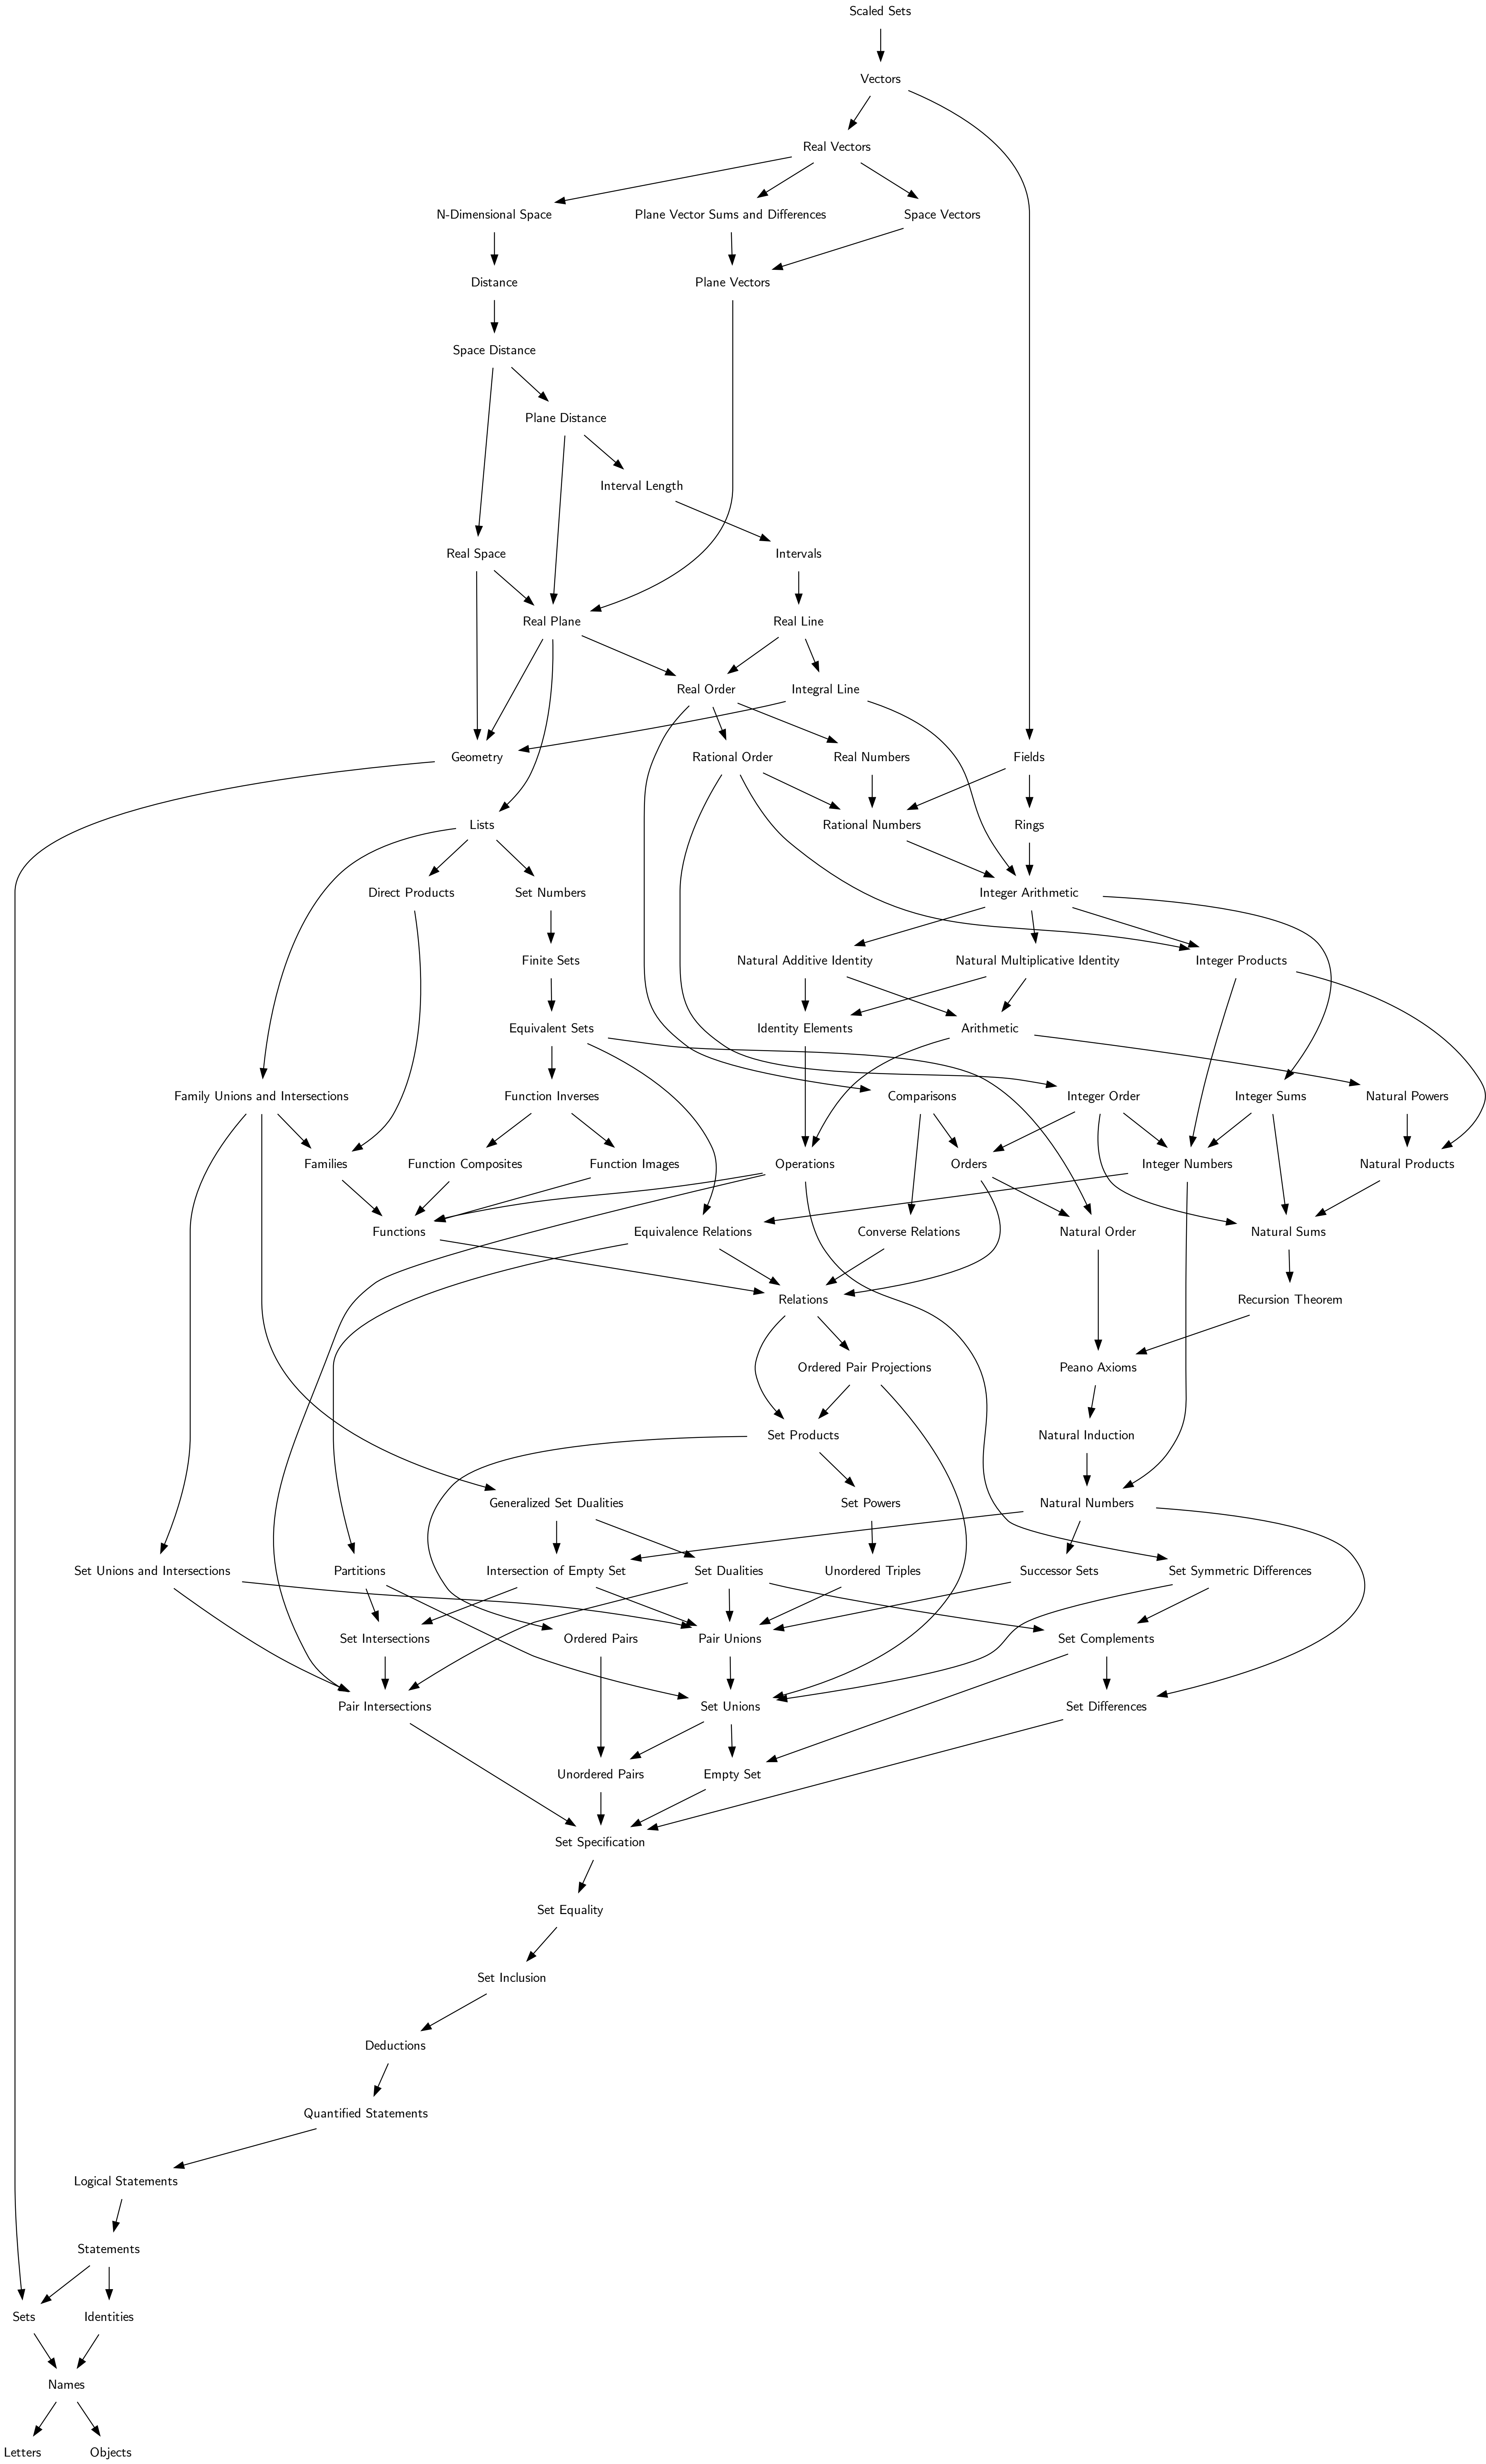 Scaled Sets
Vectors
Real Vectors
N-Dimensional Space
Plane Vector Sums and Differences
Space Vectors
Distance
Plane Vectors
Space Distance
Plane Distance
Interval Length
Real Space
Intervals
Real Plane
Real Line
Real Order
Integral Line
Geometry
Rational Order
Real Numbers
Fields
Lists
Rational Numbers
Rings
Direct Products
Set Numbers
Integer Arithmetic
Finite Sets
Natural Additive Identity
Natural Multiplicative Identity
Integer Products
Equivalent Sets
Identity Elements
Arithmetic
Family Unions and Intersections
Function Inverses
Comparisons
Integer Order
Integer Sums
Natural Powers
Families
Function Composites
Function Images
Operations
Orders
Integer Numbers
Natural Products
Functions
Equivalence Relations
Converse Relations
Natural Order
Natural Sums
Relations
Recursion Theorem
Ordered Pair Projections
Peano Axioms
Set Products
Natural Induction
Generalized Set Dualities
Set Powers
Natural Numbers
Set Unions and Intersections
Partitions
Intersection of Empty Set
Set Dualities
Unordered Triples
Successor Sets
Set Symmetric Differences
Set Intersections
Ordered Pairs
Pair Unions
Set Complements
Pair Intersections
Set Unions
Set Differences
Unordered Pairs
Empty Set
Set Specification
Set Equality
Set Inclusion
Deductions
Quantified Statements
Logical Statements
Statements
Sets
Identities
Names
Letters
Objects